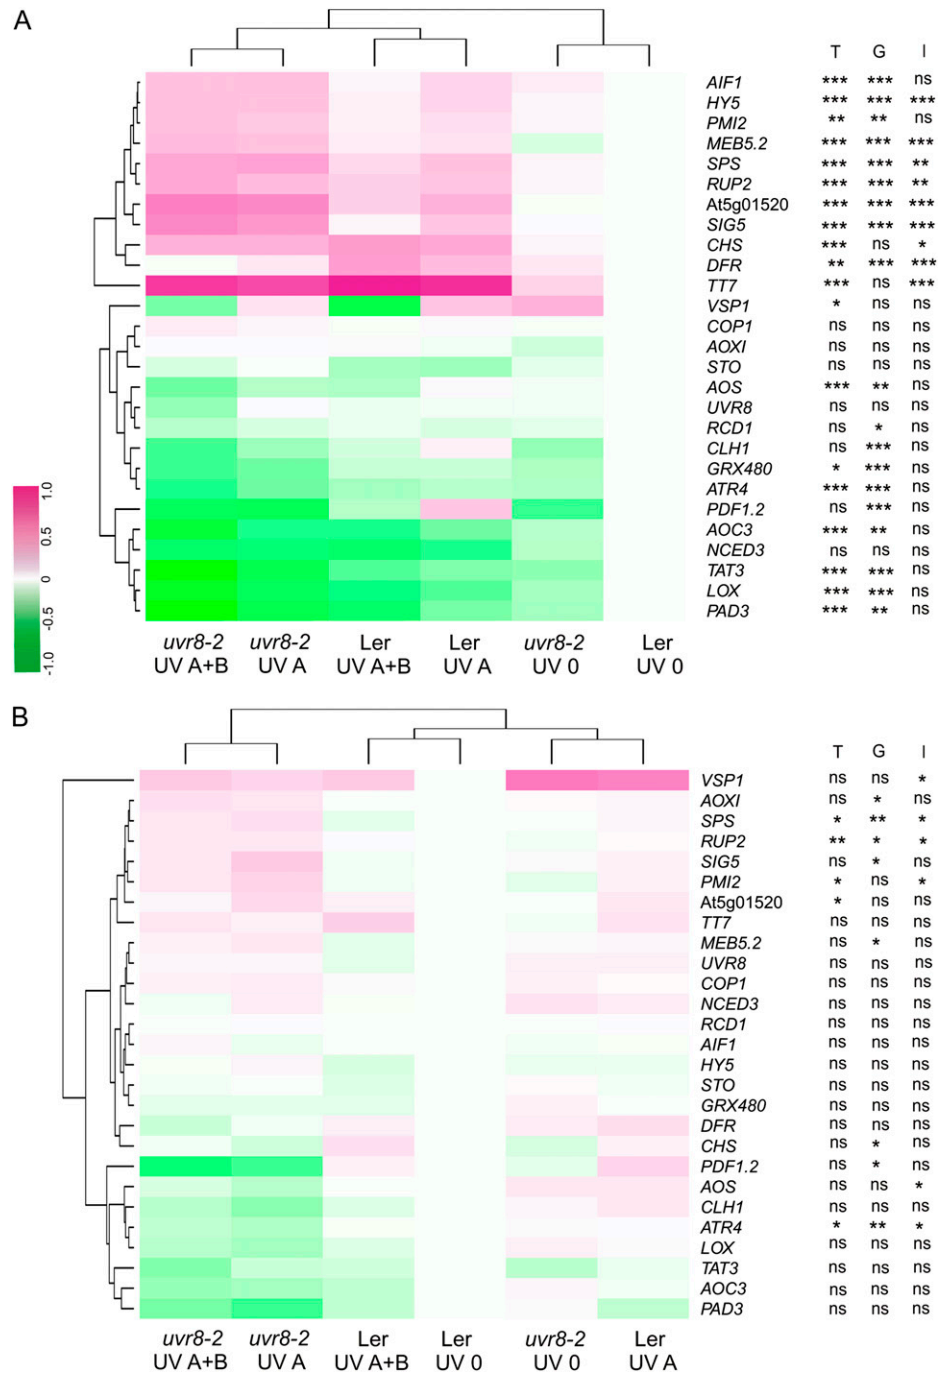 A
T G I
AIF1 *** *** ns
HY5 *** *** ***
PMI2 ** ** ns
MEB5.2 *** *** ***
SPS *** *** **
RUP2 *** *** **
At5g01520 *** *** ***
SIG5 *** *** ***
CHS *** ns *
DFR ** *** ***
TT7 *** ns ***
VSP1 * ns ns
COP1 ns ns ns
AOXI ns ns ns
STO ns ns ns
AOS *** ** ns
UVR8 ns ns ns
RCD1 ns * ns
CLH1 ns *** ns
GRX480 * *** ns
ATR4 *** *** ns
PDF1.2 ns *** ns
AOC3 *** ** ns
NCED3 ns ns ns
TAT3 *** *** ns
LOX *** *** ns
PAD3 *** ** ns
1.0
0.5
0
-0.5
-1.0
uvr8-2 uvr8-2 Ler Ler uvr8-2 Ler
UV A+B UV A UV A+B UV A UV 0 UV 0
B
T G I
VSP1 ns ns *
AOXI ns * ns
SPS * ** *
RUP2 ** * *
SIG5 ns * ns
PMI2 * ns *
At5g01520 * ns ns
TT7 ns ns ns
MEB5.2 ns * ns
UVR8 ns ns ns
COP1 ns ns ns
NCED3 ns ns ns
RCD1 ns ns ns
AIF1 ns ns ns
HY5 ns ns ns
STO ns ns ns
GRX480 ns ns ns
DFR ns ns ns
CHS ns * ns
PDF1.2 ns * ns
AOS ns ns *
CLH1 ns ns ns
ATR4 * ** *
LOX ns ns ns
TAT3 ns ns ns
AOC3 ns ns ns
PAD3 ns ns ns
uvr8-2 uvr8-2 Ler Ler uvr8-2 Ler
UV A+B UV A UV A+B UV 0 UV 0 UV A